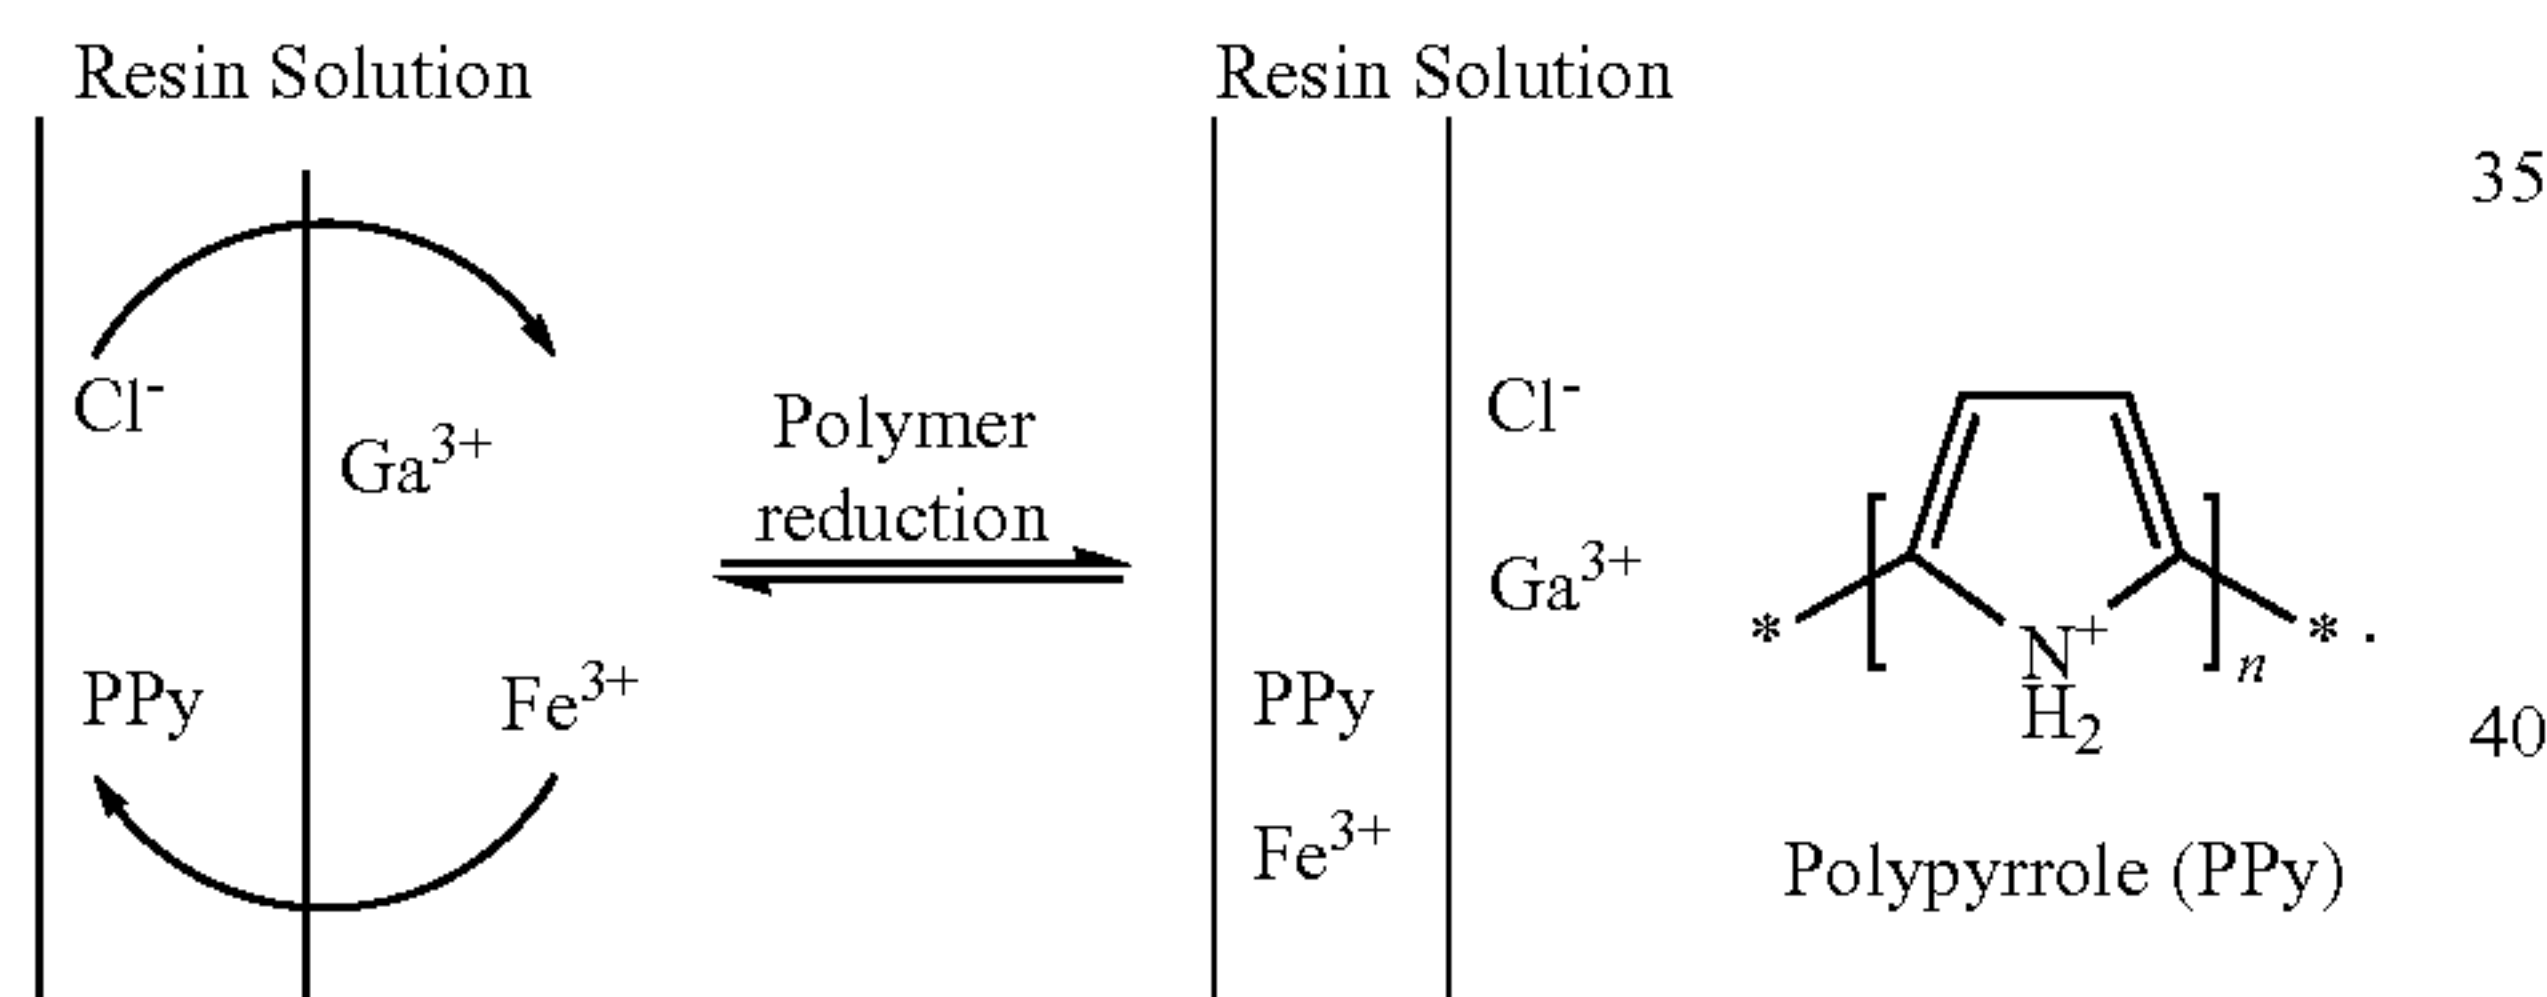 Resin Solution
Cl⁻
Ga³⁺
PPy
Fe³⁺
Polymer
reduction
Resin Solution
Cl⁻
Ga³⁺
PPy
Fe³⁺
* [ N⁺ ]n * .
H₂
Polypyrrole (PPy)
35
40